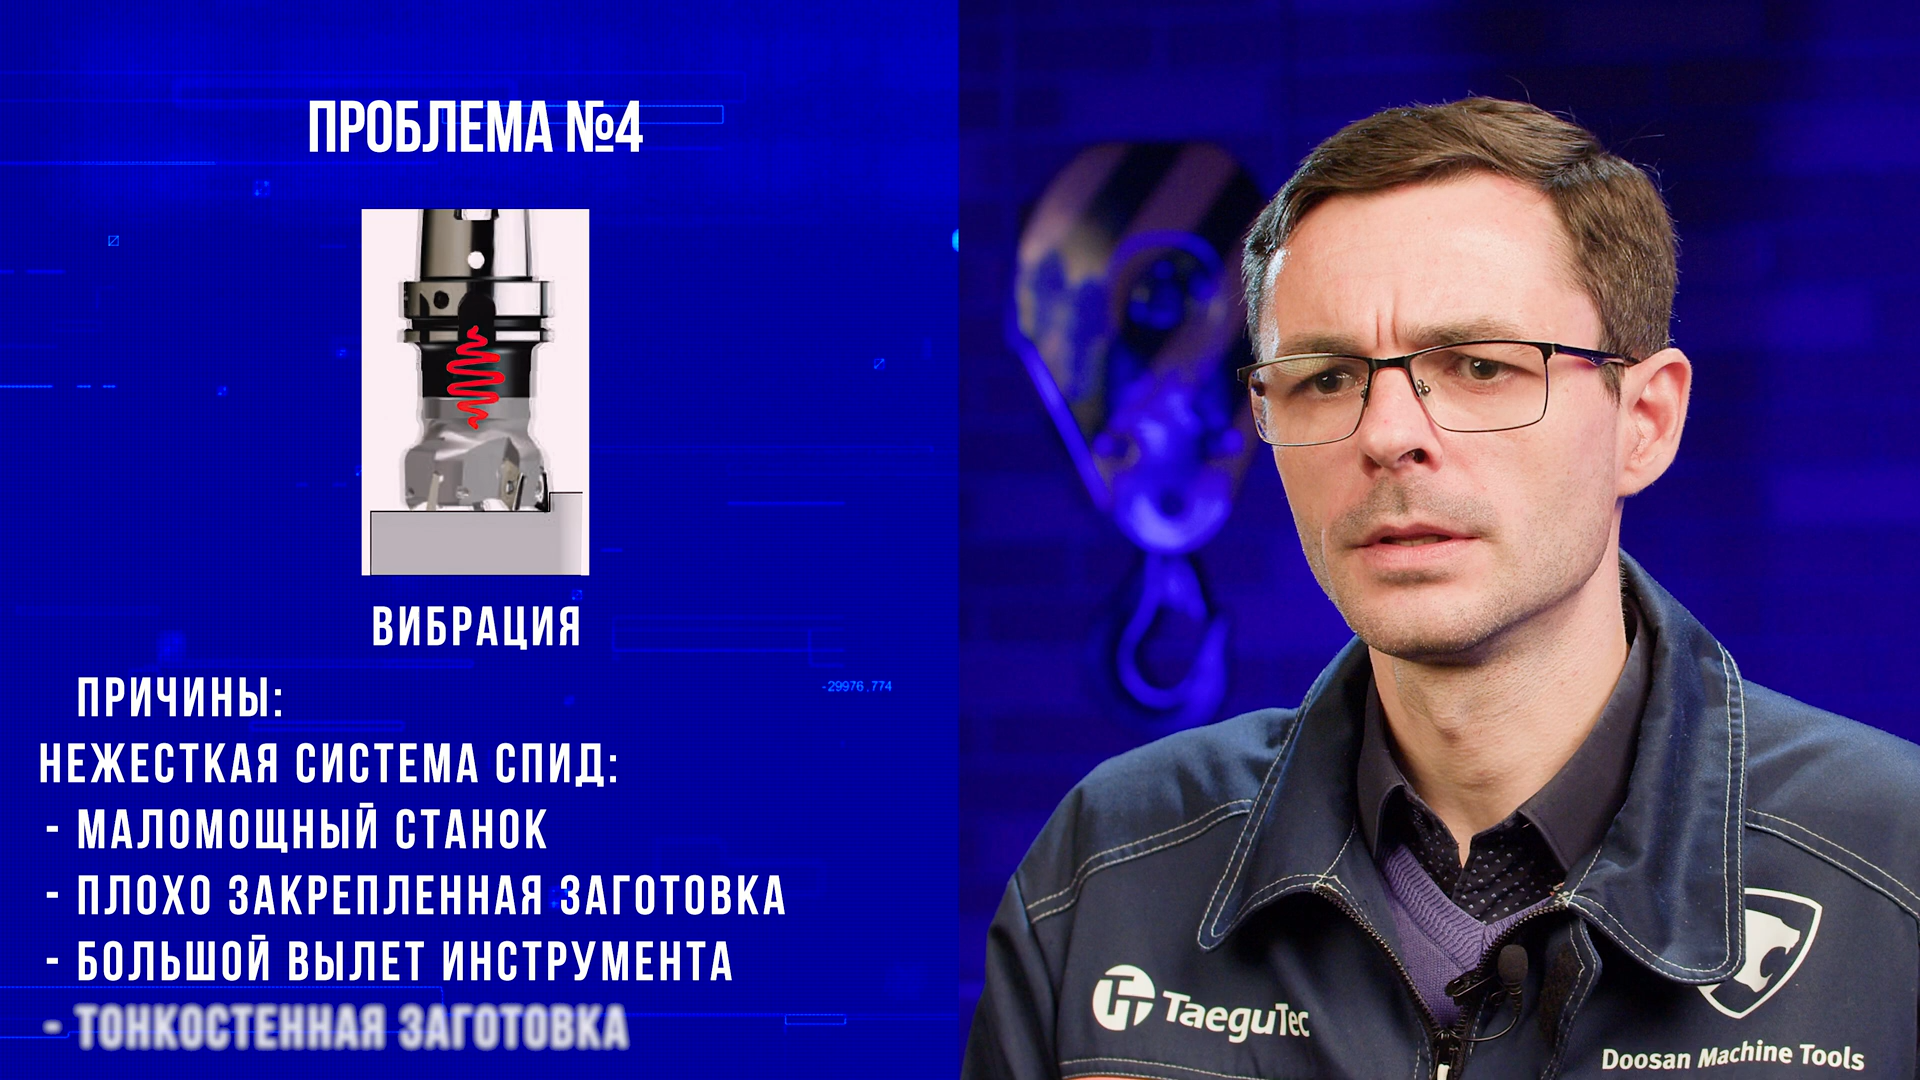 ПРОБЛЕМА №4
ВИБРАЦИЯ
ПРИЧИНЫ:
НЕЖЕСТКАЯ СИСТЕМА СПИД:
- МАЛОМОЩНЫЙ СТАНОК
- ПЛОХО ЗАКРЕПЛЕННАЯ ЗАГОТОВКА
- БОЛЬШОЙ ВЫЛЕТ ИНСТРУМЕНТА
- ТОНКОСТЕННАЯ ЗАГОТОВКА
-29976.774
TaeguTec
Doosan Machine Tools